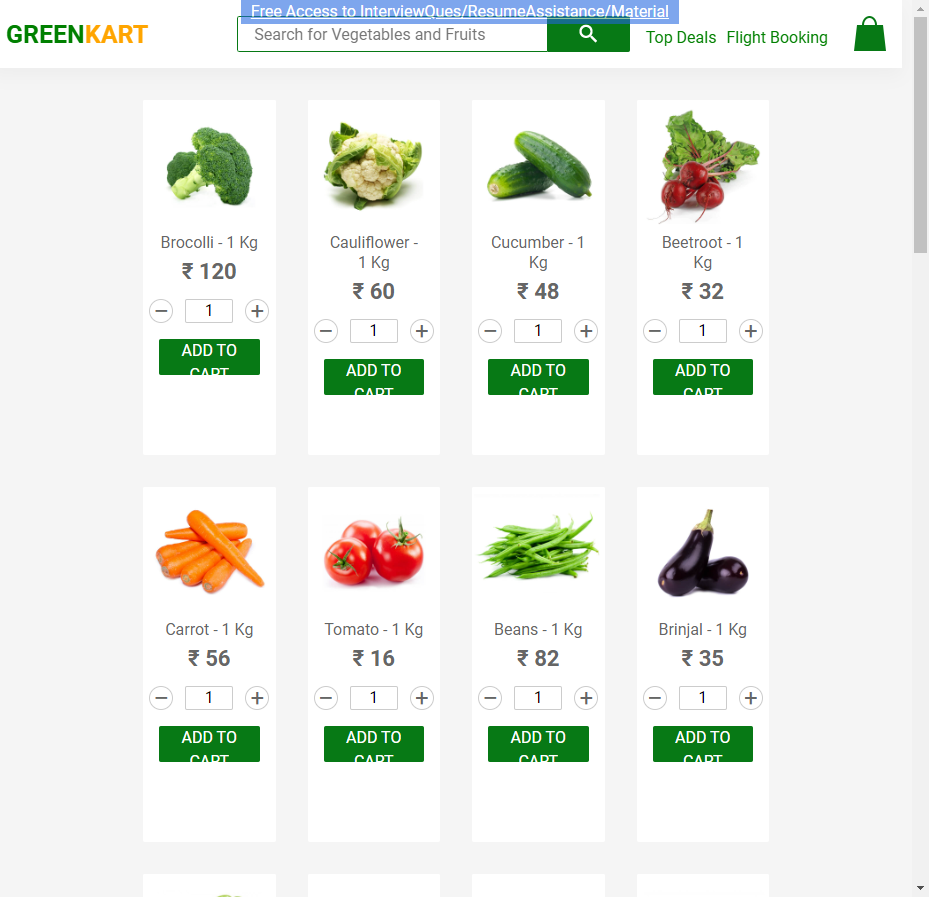 Free Access to InterviewQues/ResumeAssistance/Material
GREENKART
Search for Vegetables and Fruits
Top Deals Flight Booking
Brocolli - 1 Kg
₹ 120
− 1 +
ADD TO
CART
Cauliflower -
1 Kg
₹ 60
− 1 +
ADD TO
CART
Cucumber - 1
Kg
₹ 48
− 1 +
ADD TO
CART
Beetroot - 1
Kg
₹ 32
− 1 +
ADD TO
CART
Carrot - 1 Kg
₹ 56
− 1 +
ADD TO
CART
Tomato - 1 Kg
₹ 16
− 1 +
ADD TO
CART
Beans - 1 Kg
₹ 82
− 1 +
ADD TO
CART
Brinjal - 1 Kg
₹ 35
− 1 +
ADD TO
CART